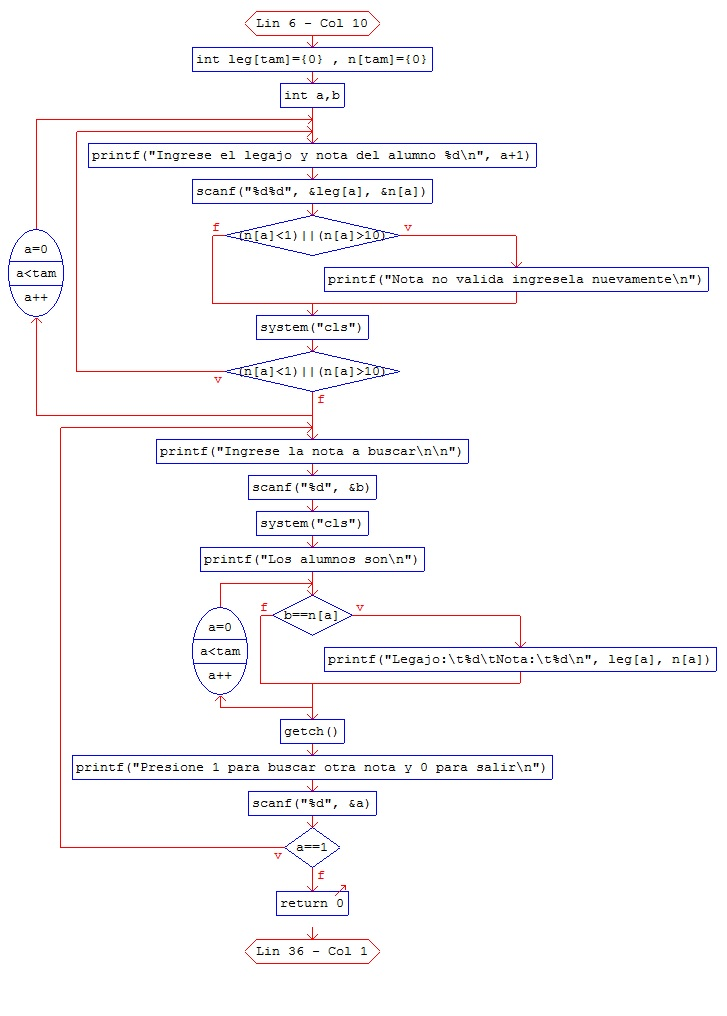 Lin 6 - Col 10
int leg[tam]={0} , n[tam]={0}
int a,b
printf("Ingrese el legajo y nota del alumno %d\n", a+1)
scanf("%d%d", &leg[a], &n[a])
f
(n[a]<1)||(n[a]>10)
v
a=0
a<tam
a++
printf("Nota no valida ingresela nuevamente\n")
system("cls")
(n[a]<1)||(n[a]>10)
v
f
printf("Ingrese la nota a buscar\n\n")
scanf("%d", &b)
system("cls")
printf("Los alumnos son\n")
f
b==n[a]
v
a=0
a<tam
a++
printf("Legajo:\t%d\tNota:\t%d\n", leg[a], n[a])
getch()
printf("Presione 1 para buscar otra nota y 0 para salir\n")
scanf("%d", &a)
a==1
v
f
return 0
Lin 36 - Col 1